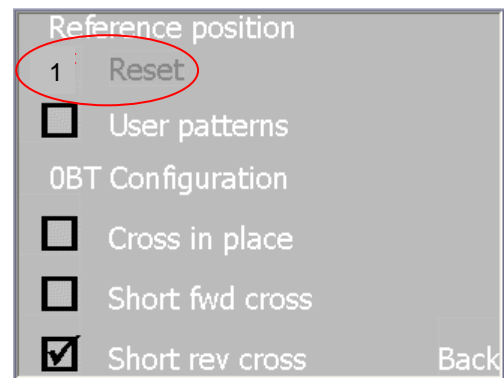 Reference position
1 Reset
User patterns
0BT Configuration
Cross in place
Short fwd cross
Short rev cross Back